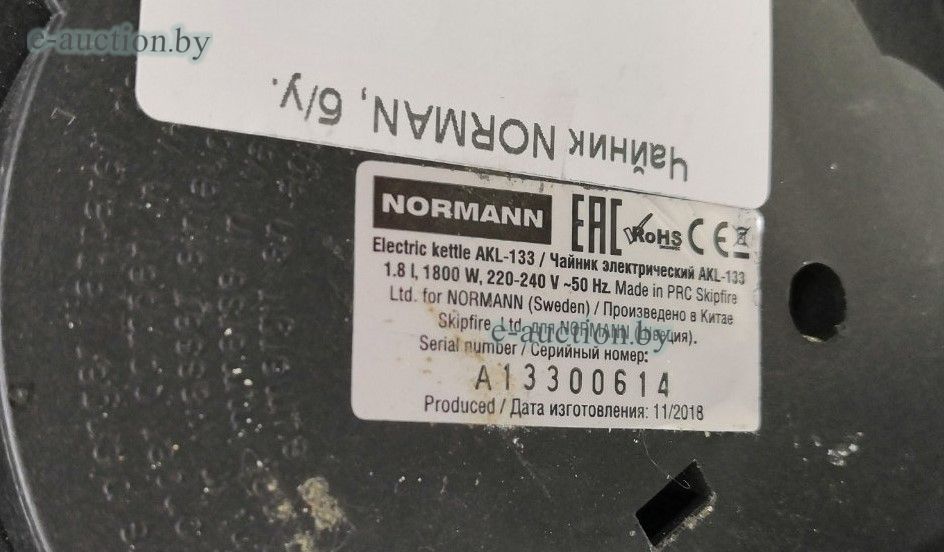 e-auction.by
Чайник NORMAN, б/у.
NORMANN EAC RoHS CE
Electric kettle AKL-133 / Чайник электрический AKL-133
1.8 l, 1800 W, 220-240 V ~50 Hz. Made in PRC Skipfire
Ltd. for NORMANN (Sweden) / Произведено в Китае
Skipfire Ltd. для NORMANN (Швеция).
e-auction.by
Serial number / Серийный номер:
A13300614
Produced / Дата изготовления: 11/2018